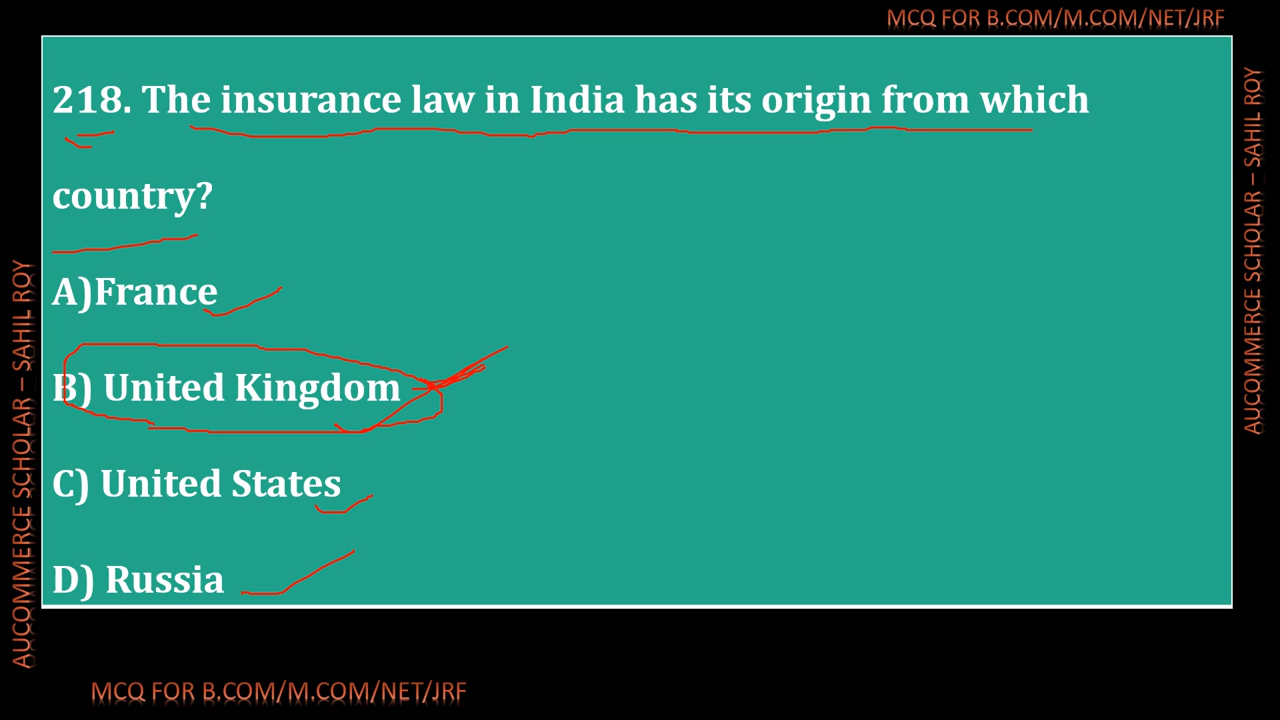 MCQ FOR B.COM/M.COM/NET/JRF
218. The insurance law in India has its origin from which
country?
A)France
B) United Kingdom
C) United States
D) Russia
AUCOMMERCE SCHOLAR – SAHIL ROY
AUCOMMERCE SCHOLAR – SAHIL ROY
MCQ FOR B.COM/M.COM/NET/JRF